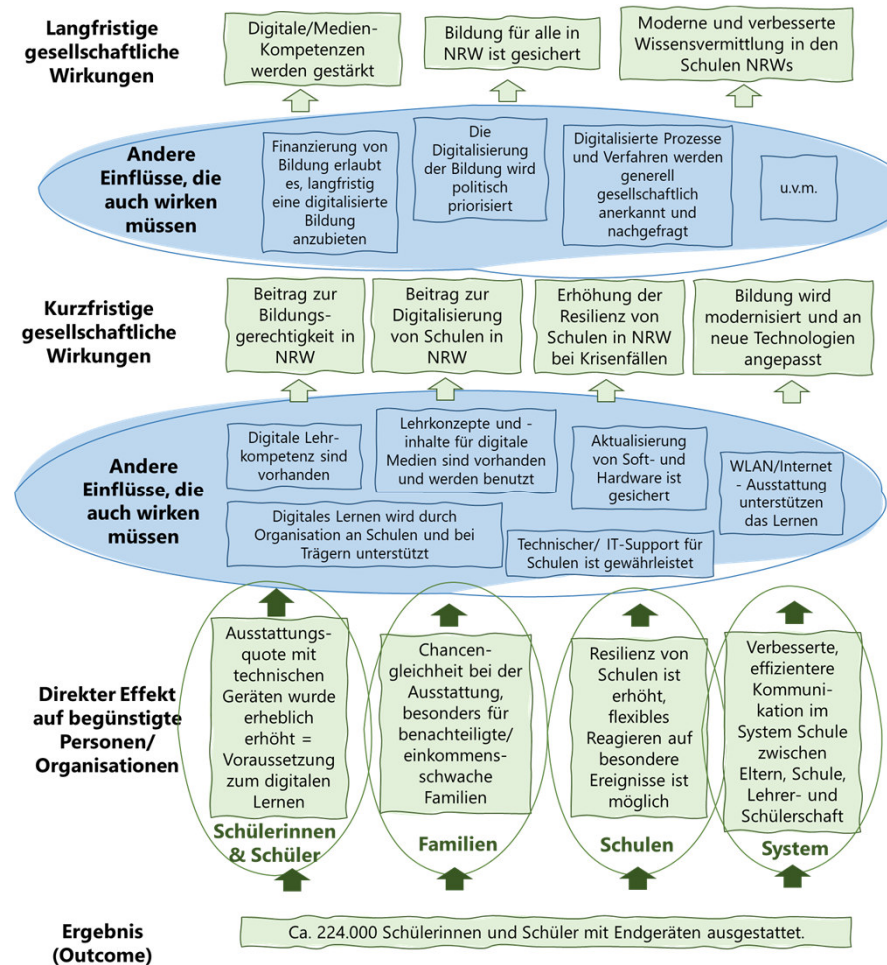 Langfristige
gesellschaftliche
Wirkungen
Digitale/Medien-
Kompetenzen
werden gestärkt
Bildung für alle in
NRW ist gesichert
Moderne und verbesserte
Wissensvermittlung in den
Schulen NRWs
Andere
Einflüsse, die
auch wirken
müssen
Finanzierung von
Bildung erlaubt
es, langfristig
eine digitalisierte
Bildung
anzubieten
Die
Digitalisierung
der Bildung wird
politisch
priorisiert
Digitalisierte Prozesse
und Verfahren werden
generell
gesellschaftlich
anerkannt und
nachgefragt
u.v.m.
Kurzfristige
gesellschaftliche
Wirkungen
Beitrag zur
Bildungs-
gerechtigkeit in
NRW
Beitrag zur
Digitalisierung
von Schulen in
NRW
Erhöhung der
Resilienz von
Schulen in NRW
bei Krisenfällen
Bildung wird
modernisiert und an
neue Technologien
angepasst
Andere
Einflüsse, die
auch wirken
müssen
Digitale Lehr-
kompetenz sind
vorhanden
Lehrkonzepte und -
inhalte für digitale
Medien sind vorhanden
und werden benutzt
Aktualisierung
von Soft- und
Hardware ist
gesichert
WLAN/Internet
- Ausstattung
unterstützen
das Lernen
Digitales Lernen wird durch
Organisation an Schulen und bei
Trägern unterstützt
Technischer/ IT-Support für
Schulen ist gewährleistet
Direkter Effekt
auf begünstigte
Personen/
Organisationen
Ausstattungs-
quote mit
technischen
Geräten wurde
erheblich
erhöht =
Voraussetzung
zum digitalen
Lernen
Schülerinnen
& Schüler
Chancen-
gleichheit bei der
Ausstattung,
besonders für
benachteiligte/
einkommens-
schwache
Familien
Familien
Resilienz von
Schulen ist
erhöht,
flexibles
Reagieren auf
besondere
Ereignisse ist
möglich
Schulen
Verbesserte,
effizientere
Kommuni-
kation im
System Schule
zwischen
Eltern, Schule,
Lehrer- und
Schülerschaft
System
Ergebnis
(Outcome)
Ca. 224.000 Schülerinnen und Schüler mit Endgeräten ausgestattet.